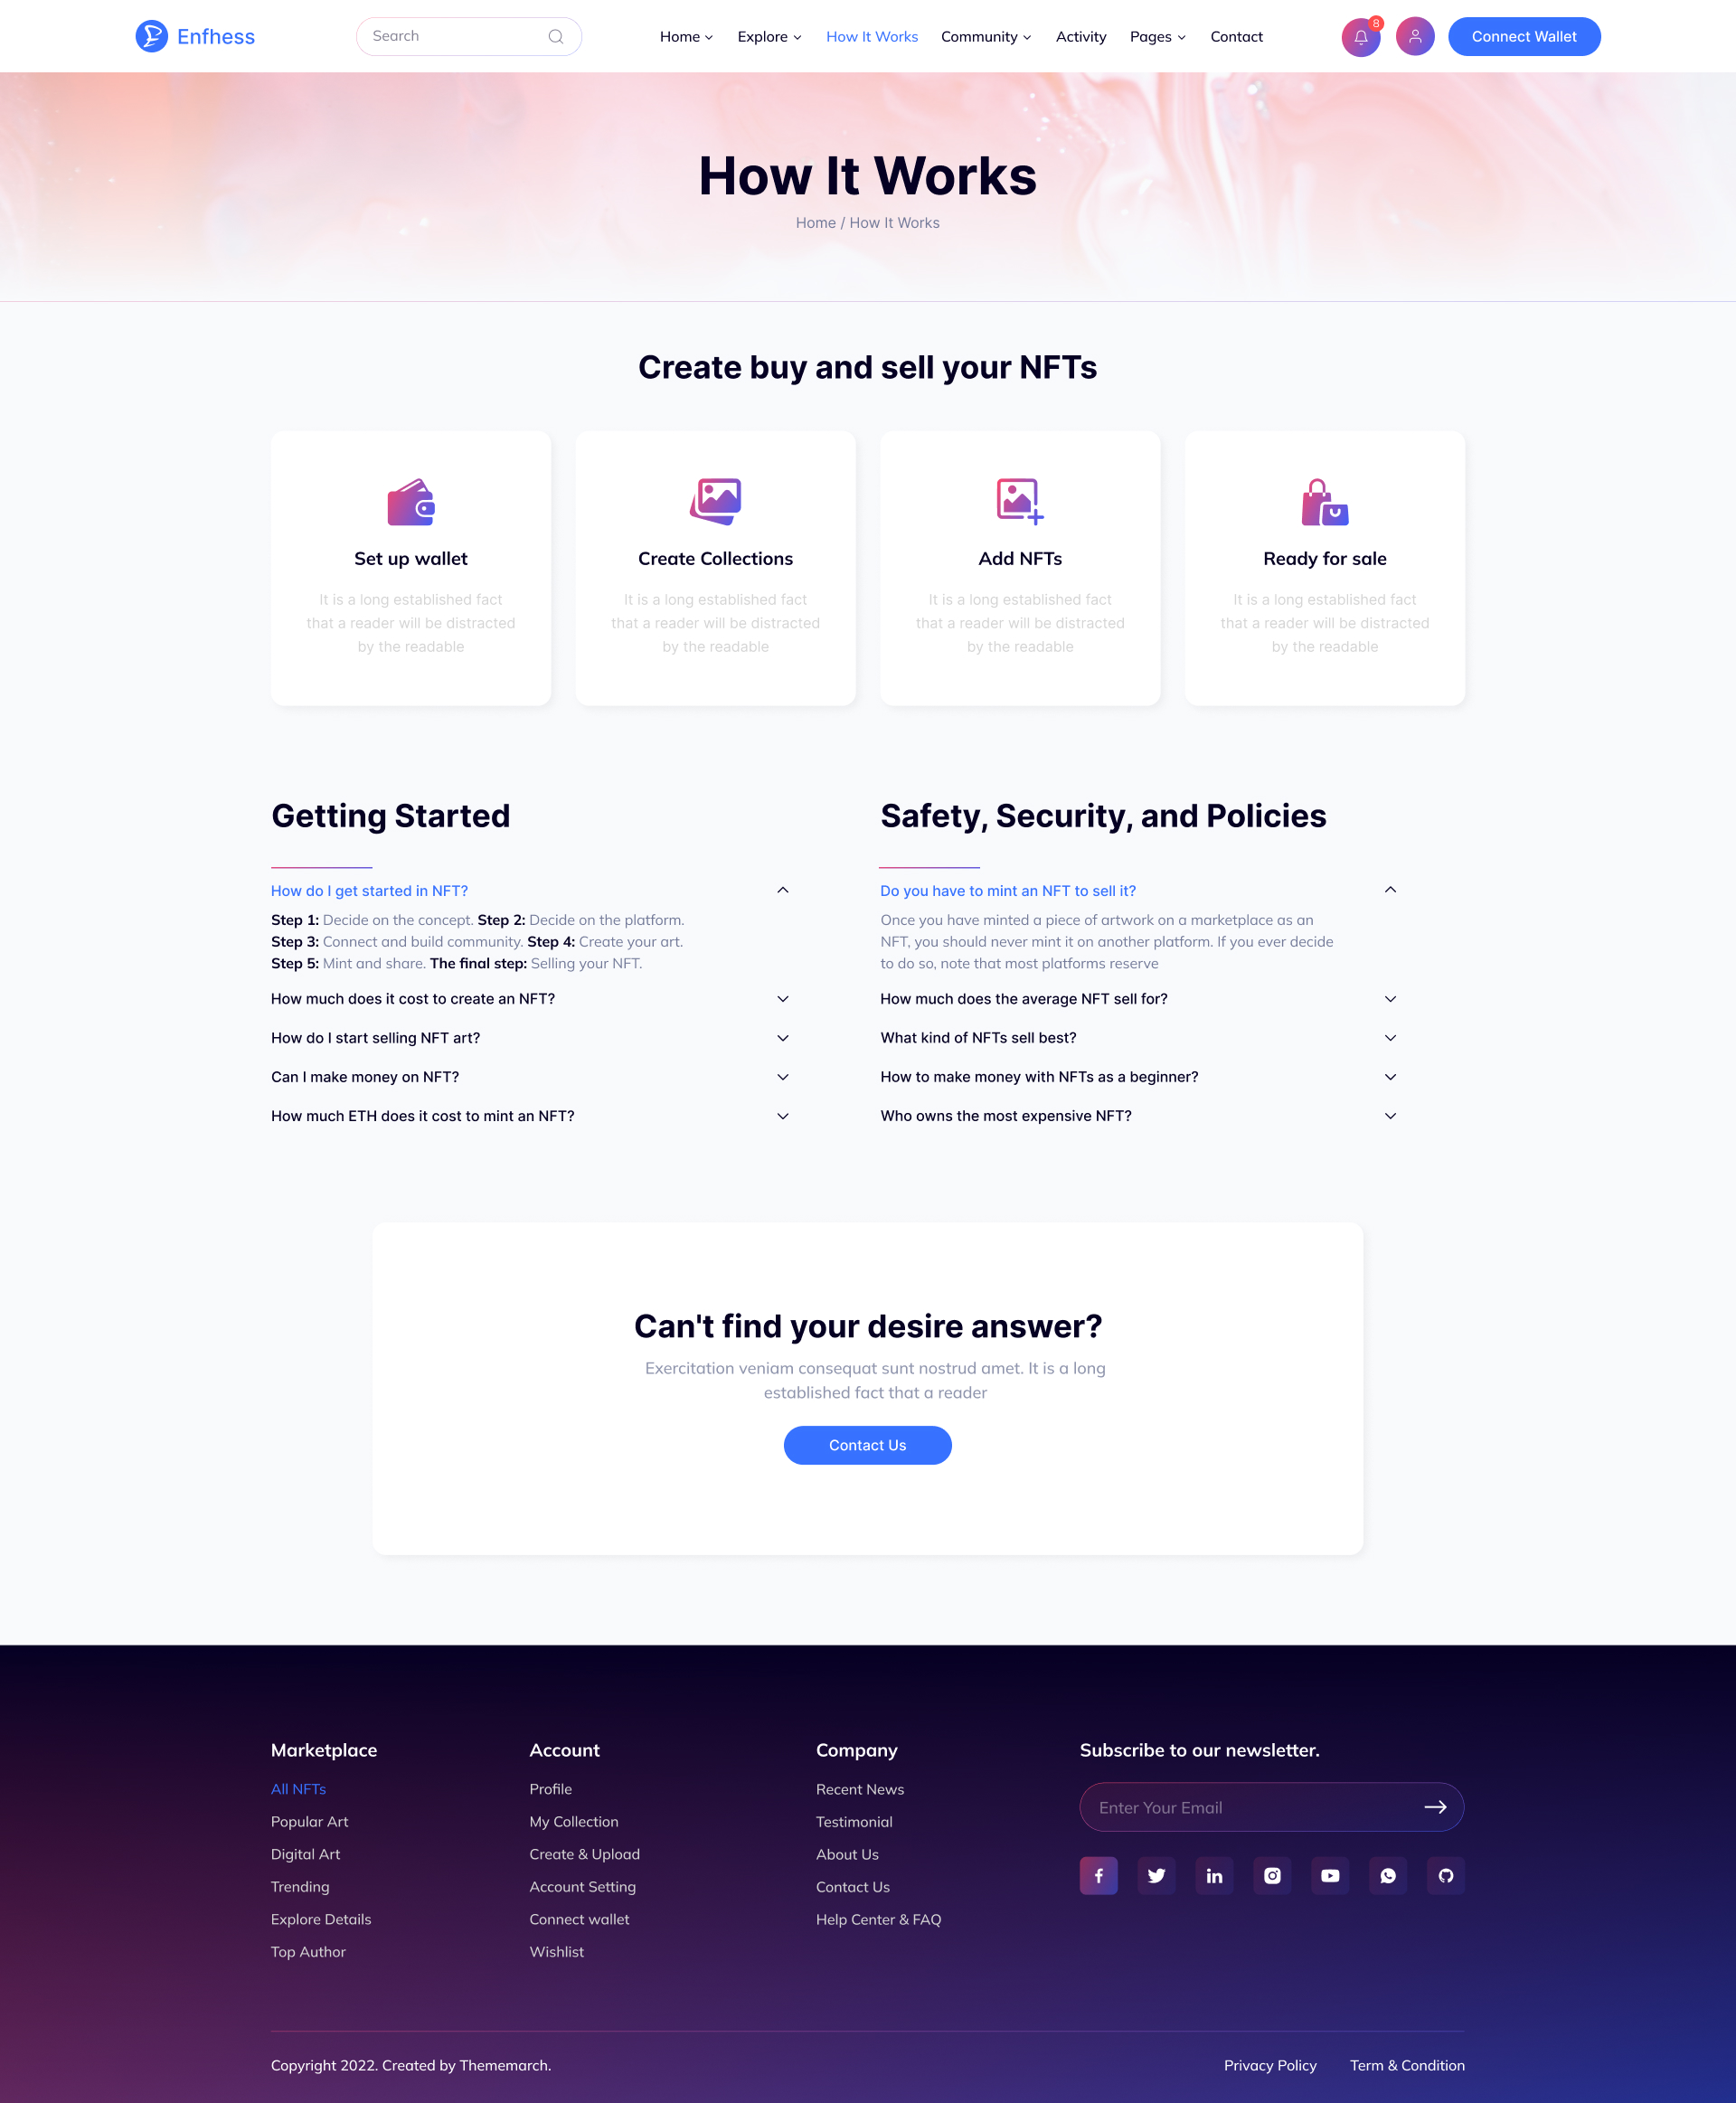 Enfhess
Search
Home
Explore
How It Works
Community
Activity
Pages
Contact
8
Connect Wallet
How It Works
Home / How It Works
Create buy and sell your NFTs
Set up wallet
It is a long established fact
that a reader will be distracted
by the readable
Create Collections
It is a long established fact
that a reader will be distracted
by the readable
Add NFTs
It is a long established fact
that a reader will be distracted
by the readable
Ready for sale
It is a long established fact
that a reader will be distracted
by the readable
Getting Started
How do I get started in NFT?
Step 1: Decide on the concept. Step 2: Decide on the platform.
Step 3: Connect and build community. Step 4: Create your art.
Step 5: Mint and share. The final step: Selling your NFT.
How much does it cost to create an NFT?
How do I start selling NFT art?
Can I make money on NFT?
How much ETH does it cost to mint an NFT?
Safety, Security, and Policies
Do you have to mint an NFT to sell it?
Once you have minted a piece of artwork on a marketplace as an
NFT, you should never mint it on another platform. If you ever decide
to do so, note that most platforms reserve
How much does the average NFT sell for?
What kind of NFTs sell best?
How to make money with NFTs as a beginner?
Who owns the most expensive NFT?
Can't find your desire answer?
Exercitation veniam consequat sunt nostrud amet. It is a long
established fact that a reader
Contact Us
Marketplace
All NFTs
Popular Art
Digital Art
Trending
Explore Details
Top Author
Account
Profile
My Collection
Create & Upload
Account Setting
Connect wallet
Wishlist
Company
Recent News
Testimonial
About Us
Contact Us
Help Center & FAQ
Subscribe to our newsletter.
Enter Your Email
Copyright 2022. Created by Thememarch.
Privacy Policy
Term & Condition